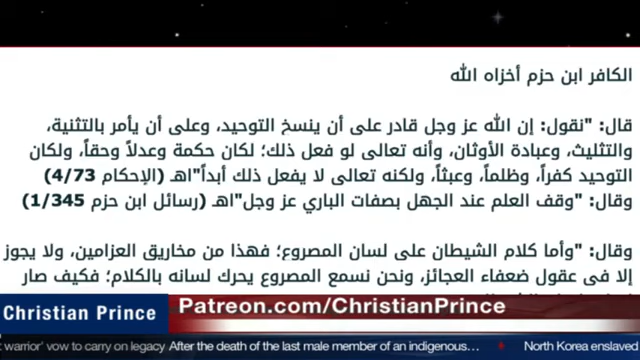 الكافر ابن حزم أخزاه الله
قال: "نقول: إن الله عز وجل قادر على أن ينسخ التوحيد، وعلى أن يأمر بالتثنية،
والتثليث، وعبادة الأوثان، وأنه تعالى لو فعل ذلك؛ لكان حكمة وعدلاً وحقاً، ولكان
التوحيد كفراً، وظلماً، وعبثاً، ولكنه تعالى لا يفعل ذلك أبداً"اهـ (الإحكام 4/73)
وقال: "وقف العلم عند الجهل بصفات الباري عز وجل"اهـ (رسائل ابن حزم 1/345)
وقال: "وأما كلام الشيطان على لسان المصروع؛ فهذا من مخاريق العزامين، ولا يجوز
إلا في عقول ضعفاء العجائز، ونحن نسمع المصروع يحرك لسانه بالكلام؛ فكيف صار
Patreon.com/ChristianPrince
Christian Prince
warrior' vow to carry on legacy After the death of the last male member of an indigenous... North Korea enslaved